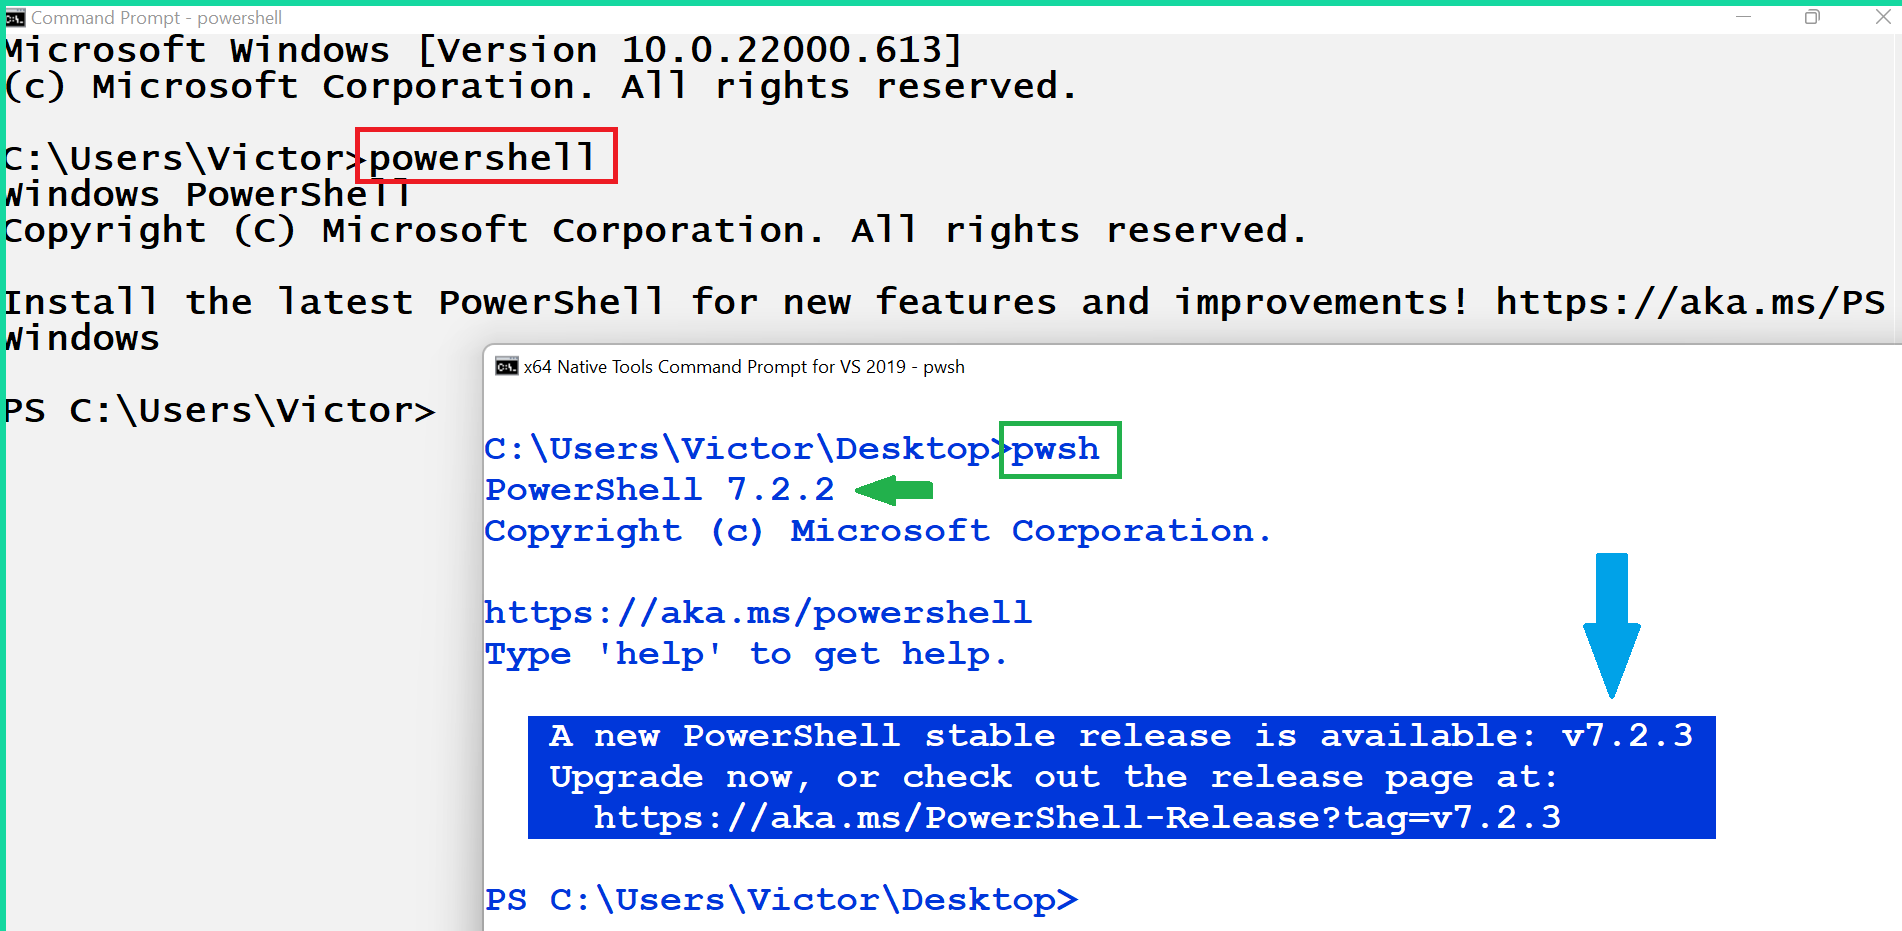 Command Prompt - powershell
Microsoft Windows [Version 10.0.22000.613]
(c) Microsoft Corporation. All rights reserved.
C:\Users\Victor>powershell
Windows PowerShell
Copyright (C) Microsoft Corporation. All rights reserved.
Install the latest PowerShell for new features and improvements! https://aka.ms/PS
Windows
PS C:\Users\Victor>
x64 Native Tools Command Prompt for VS 2019 - pwsh
C:\Users\Victor\Desktop>pwsh
PowerShell 7.2.2
Copyright (c) Microsoft Corporation.
https://aka.ms/powershell
Type 'help' to get help.
A new PowerShell stable release is available: v7.2.3
Upgrade now, or check out the release page at:
https://aka.ms/PowerShell-Release?tag=v7.2.3
PS C:\Users\Victor\Desktop>